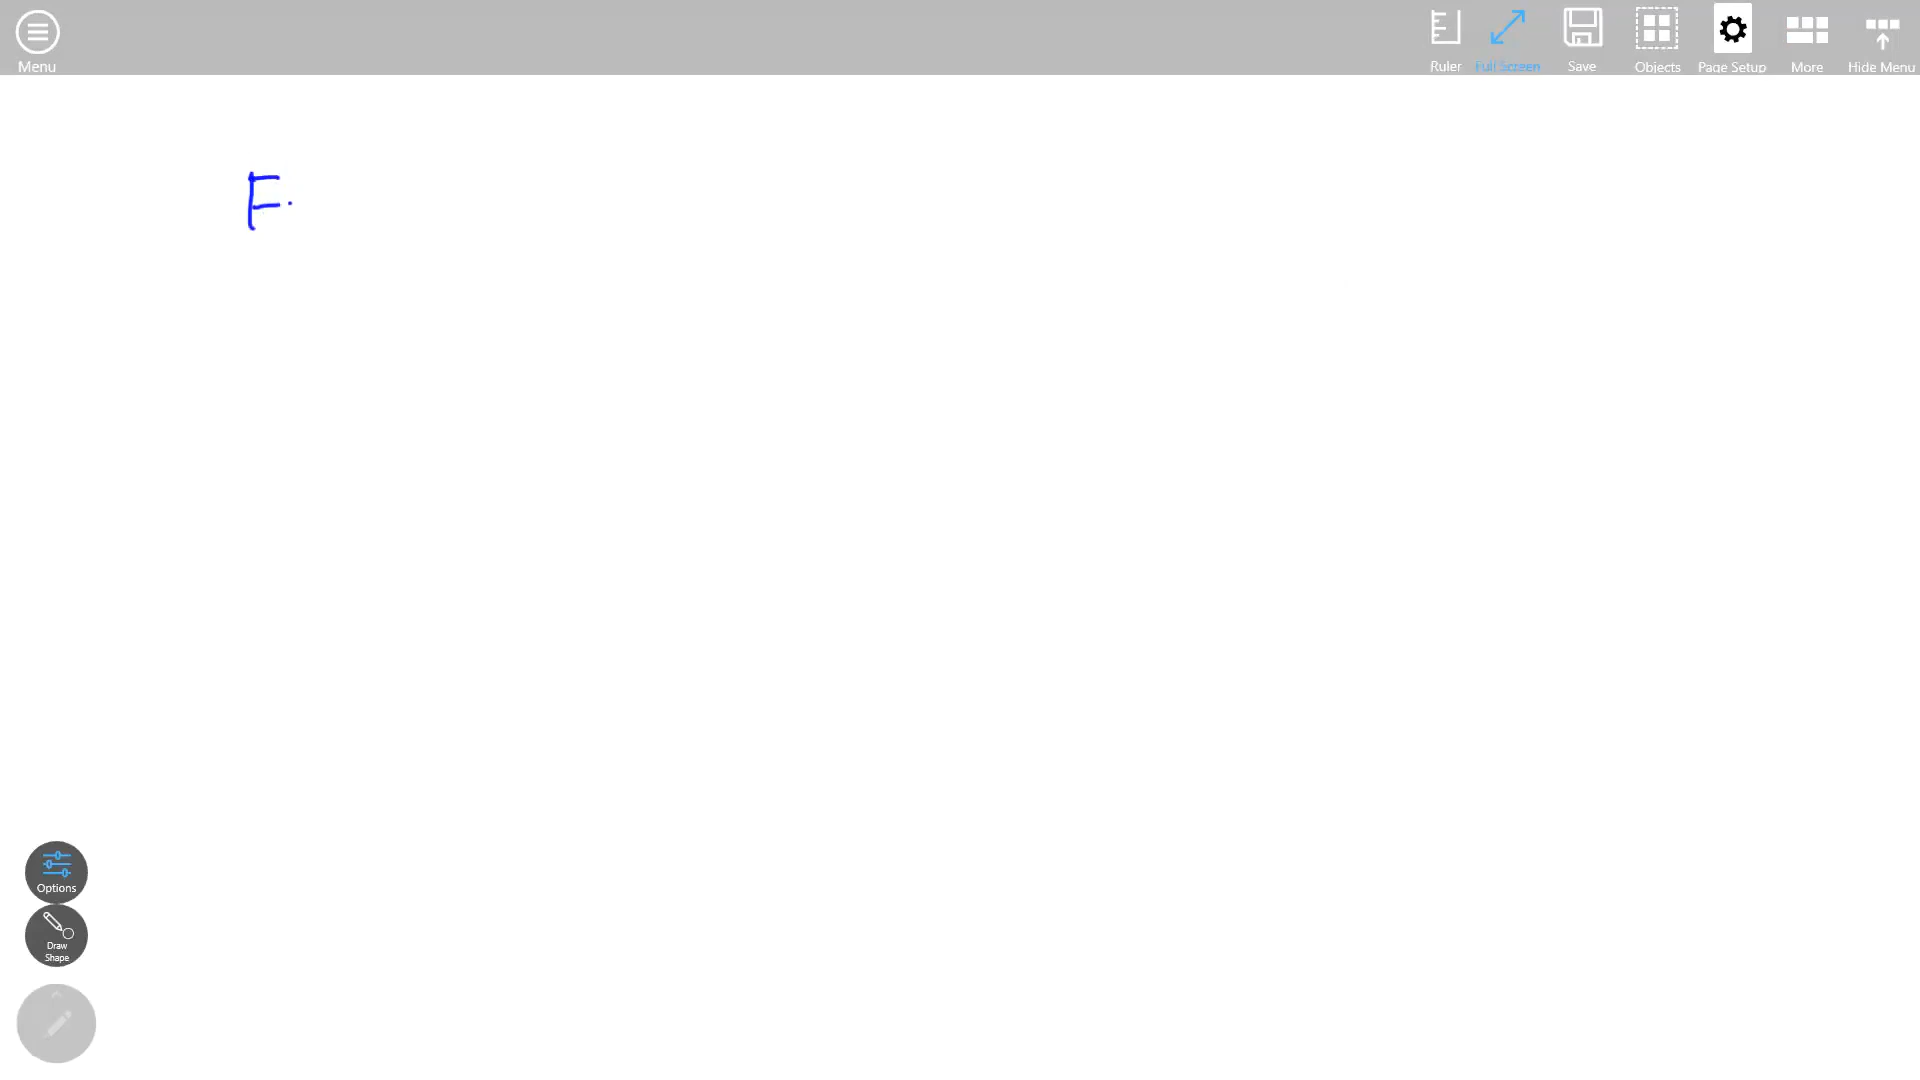 Menu
Ruler Full Screen Save Objects Page Setup More Hide Menu
F.
Options
Draw
Shape